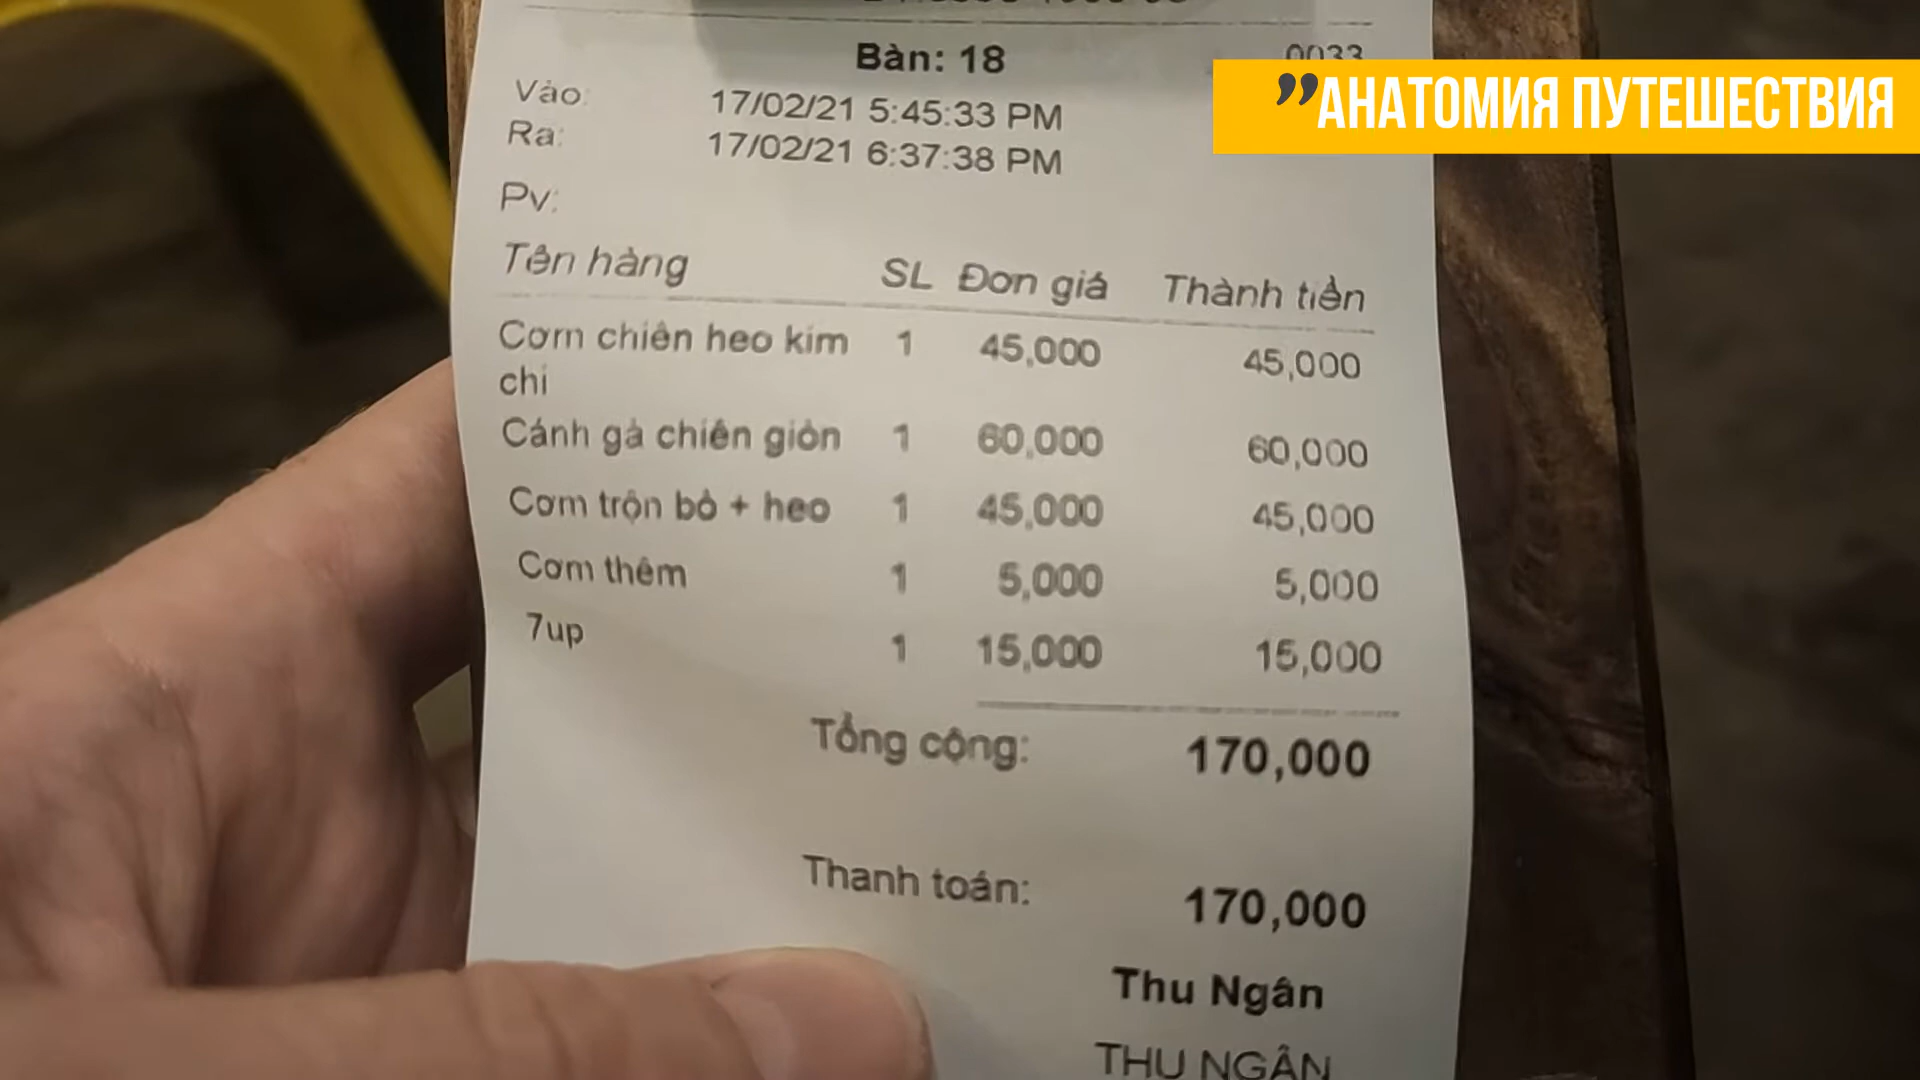 Bàn: 18
0033
”АНАТОМИЯ ПУТЕШЕСТВИЯ
Vào: 17/02/21 5:45:33 PM
Ra: 17/02/21 6:37:38 PM
Pv:
Tên hàng SL Đơn giá Thành tiền
Cơm chiên heo kim 1 45,000 45,000
chi
Cánh gà chiên giòn 1 60,000 60,000
Cơm trộn bò + heo 1 45,000 45,000
Cơm thêm 1 5,000 5,000
7up 1 15,000 15,000
Tổng cộng: 170,000
Thanh toán: 170,000
Thu Ngân
THU NGÂN